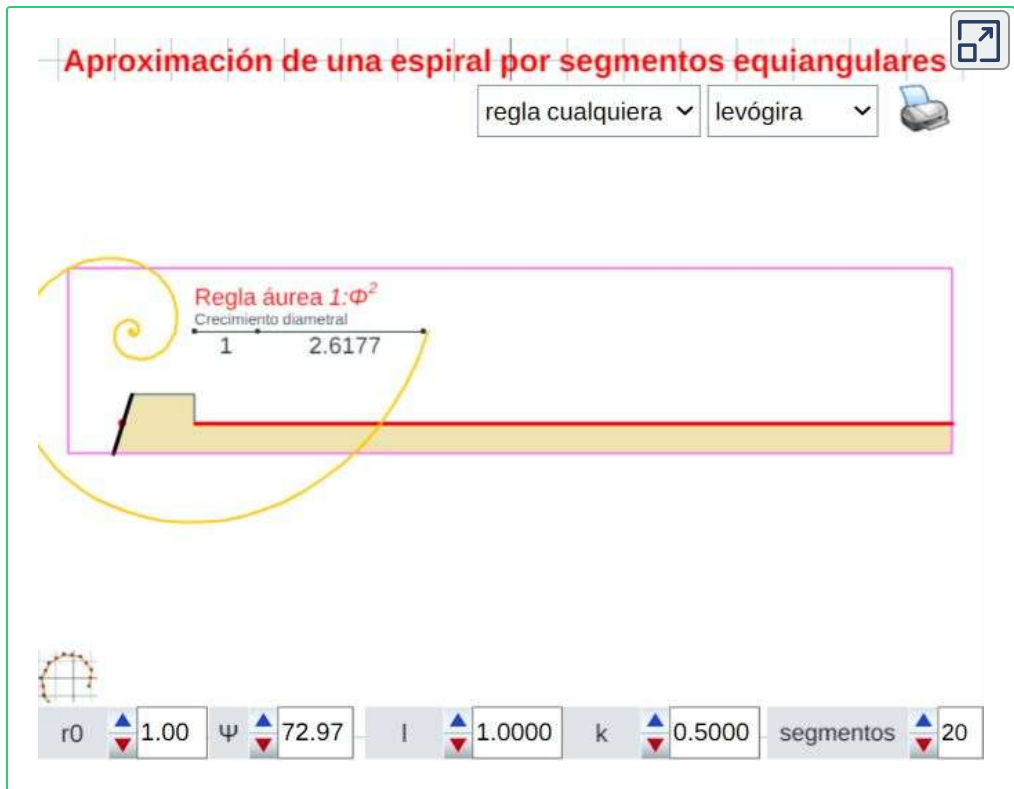 Aproximación de una espiral por segmentos equiangulares
regla cualquiera levógira
Regla áurea 1:Φ²
Crecimiento diametral
1 2.6177
r0 1.00 Ψ 72.97 l 1.0000 k 0.5000 segmentos 20